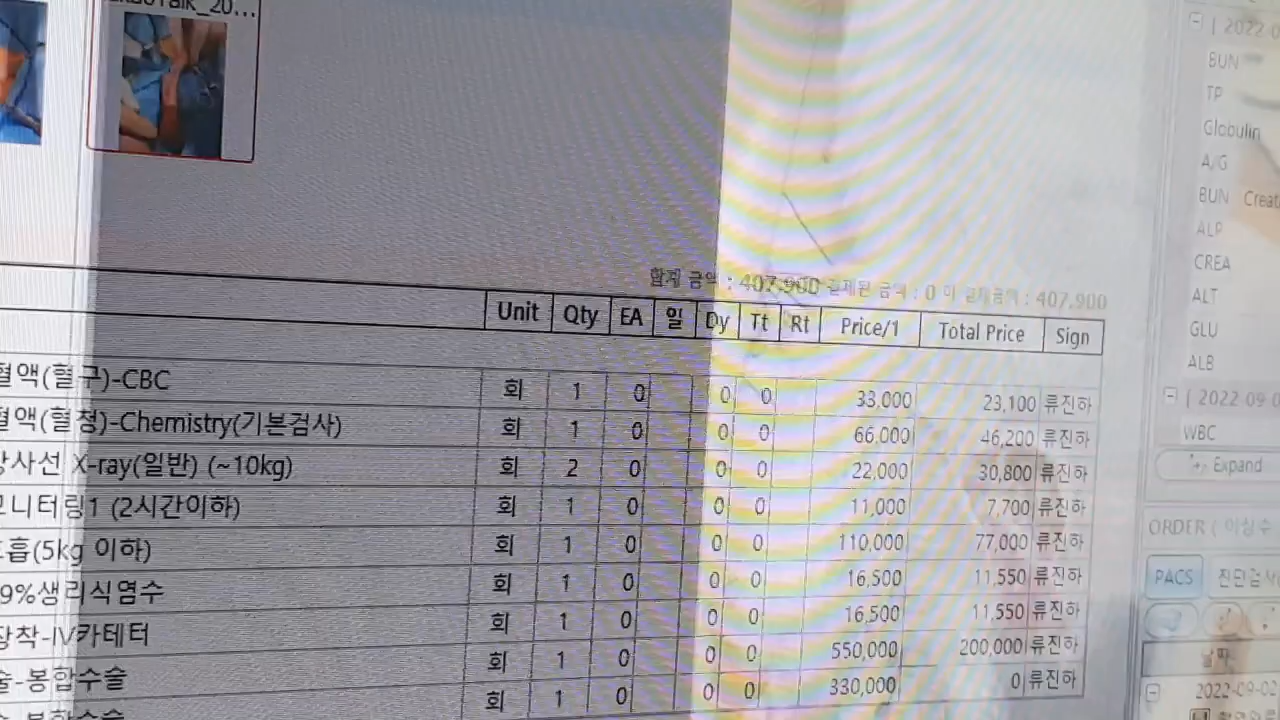 합계 금액 : 407.900 결제된 금액 : 0 미 결제금액 : 407,900
Unit Qty EA 일 Dy Tt Rt Price/1 Total Price Sign
혈액(혈구)-CBC 회 1 0 0 0 33,000 23,100 류진하
혈액(혈청)-Chemistry(기본검사) 회 1 0 0 0 66,000 46,200 류진하
방사선 X-ray(일반) (~10kg) 회 2 0 0 0 22,000 30,800 류진하
모니터링1 (2시간이하) 회 1 0 0 0 11,000 7,700 류진하
호흡(5kg 이하) 회 1 0 0 0 110,000 77,000 류진하
9%생리식염수 회 1 0 0 0 16,500 11,550 류진하
장착-IV카테터 회 1 0 0 0 16,500 11,550 류진하
술-봉합수술 회 1 0 0 0 550,000 200,000 류진하
회 1 0 0 0 330,000 0 류진하
BUN
TP
Globulin
A/G
BUN
ALP
CREA
ALT
GLU
ALB
WBC
Expand
ORDER (
PACS
날짜
2022-09-02